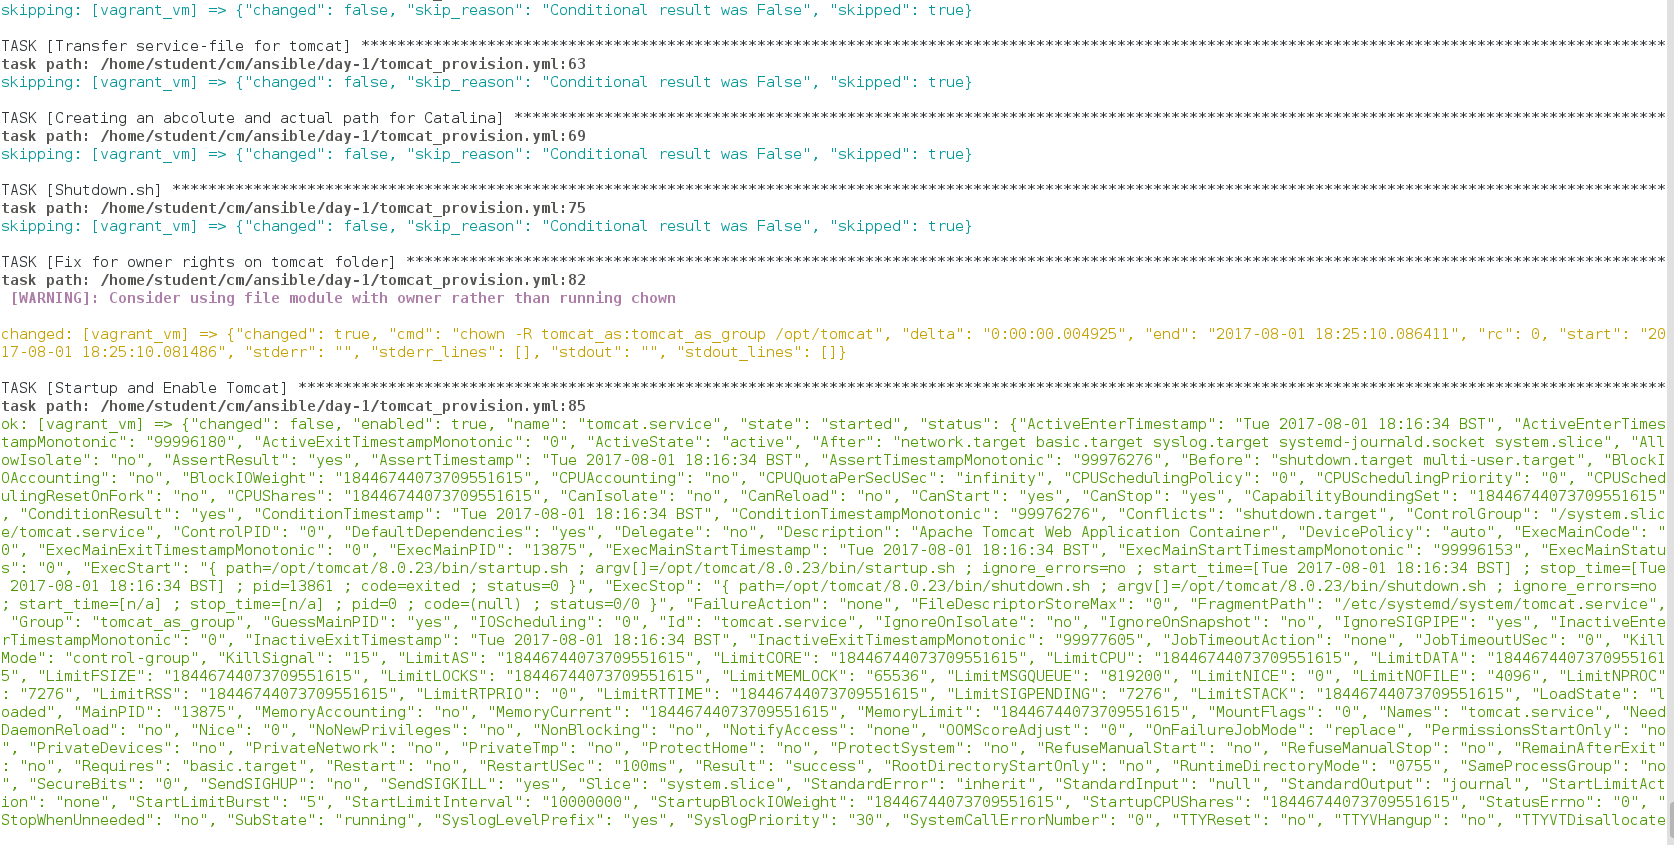 skipping: [vagrant_vm] => {"changed": false, "skip_reason": "Conditional result was False", "skipped": true}
TASK [Transfer service-file for tomcat] *************************************************************************************************************************************************
task path: /home/student/cm/ansible/day-1/tomcat_provision.yml:63
skipping: [vagrant_vm] => {"changed": false, "skip_reason": "Conditional result was False", "skipped": true}
TASK [Creating an abcolute and actual path for Catalina] ********************************************************************************************************************************
task path: /home/student/cm/ansible/day-1/tomcat_provision.yml:69
skipping: [vagrant_vm] => {"changed": false, "skip_reason": "Conditional result was False", "skipped": true}
TASK [Shutdown.sh] **********************************************************************************************************************************************************************
task path: /home/student/cm/ansible/day-1/tomcat_provision.yml:75
skipping: [vagrant_vm] => {"changed": false, "skip_reason": "Conditional result was False", "skipped": true}
TASK [Fix for owner rights on tomcat folder] ********************************************************************************************************************************************
task path: /home/student/cm/ansible/day-1/tomcat_provision.yml:82
[WARNING]: Consider using file module with owner rather than running chown
changed: [vagrant_vm] => {"changed": true, "cmd": "chown -R tomcat_as:tomcat_as_group /opt/tomcat", "delta": "0:00:00.004925", "end": "2017-08-01 18:25:10.086411", "rc": 0, "start": "20
17-08-01 18:25:10.081486", "stderr": "", "stderr_lines": [], "stdout": "", "stdout_lines": []}
TASK [Startup and Enable Tomcat] ********************************************************************************************************************************************************
task path: /home/student/cm/ansible/day-1/tomcat_provision.yml:85
ok: [vagrant_vm] => {"changed": false, "enabled": true, "name": "tomcat.service", "state": "started", "status": {"ActiveEnterTimestamp": "Tue 2017-08-01 18:16:34 BST", "ActiveEnterTimes
tampMonotonic": "99996180", "ActiveExitTimestampMonotonic": "0", "ActiveState": "active", "After": "network.target basic.target syslog.target systemd-journald.socket system.slice", "All
owIsolate": "no", "AssertResult": "yes", "AssertTimestamp": "Tue 2017-08-01 18:16:34 BST", "AssertTimestampMonotonic": "99976276", "Before": "shutdown.target multi-user.target", "BlockI
OAccounting": "no", "BlockIOWeight": "18446744073709551615", "CPUAccounting": "no", "CPUQuotaPerSecUSec": "infinity", "CPUSchedulingPolicy": "0", "CPUSchedulingPriority": "0", "CPUSched
ulingResetOnFork": "no", "CPUShares": "18446744073709551615", "CanIsolate": "no", "CanReload": "no", "CanStart": "yes", "CanStop": "yes", "CapabilityBoundingSet": "18446744073709551615"
, "ConditionResult": "yes", "ConditionTimestamp": "Tue 2017-08-01 18:16:34 BST", "ConditionTimestampMonotonic": "99976276", "Conflicts": "shutdown.target", "ControlGroup": "/system.slic
e/tomcat.service", "ControlPID": "0", "DefaultDependencies": "yes", "Delegate": "no", "Description": "Apache Tomcat Web Application Container", "DevicePolicy": "auto", "ExecMainCode": "
0", "ExecMainExitTimestampMonotonic": "0", "ExecMainPID": "13875", "ExecMainStartTimestamp": "Tue 2017-08-01 18:16:34 BST", "ExecMainStartTimestampMonotonic": "99996153", "ExecMainStatu
s": "0", "ExecStart": "{ path=/opt/tomcat/8.0.23/bin/startup.sh ; argv[]=/opt/tomcat/8.0.23/bin/startup.sh ; ignore_errors=no ; start_time=[Tue 2017-08-01 18:16:34 BST] ; stop_time=[Tue
2017-08-01 18:16:34 BST] ; pid=13861 ; code=exited ; status=0 }", "ExecStop": "{ path=/opt/tomcat/8.0.23/bin/shutdown.sh ; argv[]=/opt/tomcat/8.0.23/bin/shutdown.sh ; ignore_errors=no
; start_time=[n/a] ; stop_time=[n/a] ; pid=0 ; code=(null) ; status=0/0 }", "FailureAction": "none", "FileDescriptorStoreMax": "0", "FragmentPath": "/etc/systemd/system/tomcat.service",
"Group": "tomcat_as_group", "GuessMainPID": "yes", "IOScheduling": "0", "Id": "tomcat.service", "IgnoreOnIsolate": "no", "IgnoreOnSnapshot": "no", "IgnoreSIGPIPE": "yes", "InactiveEnte
rTimestampMonotonic": "0", "InactiveExitTimestamp": "Tue 2017-08-01 18:16:34 BST", "InactiveExitTimestampMonotonic": "99977605", "JobTimeoutAction": "none", "JobTimeoutUSec": "0", "Kill
Mode": "control-group", "KillSignal": "15", "LimitAS": "18446744073709551615", "LimitCORE": "18446744073709551615", "LimitCPU": "18446744073709551615", "LimitDATA": "1844674407370955161
5", "LimitFSIZE": "18446744073709551615", "LimitLOCKS": "18446744073709551615", "LimitMEMLOCK": "65536", "LimitMSGQUEUE": "819200", "LimitNICE": "0", "LimitNOFILE": "4096", "LimitNPROC"
: "7276", "LimitRSS": "18446744073709551615", "LimitRTPRIO": "0", "LimitRTTIME": "18446744073709551615", "LimitSIGPENDING": "7276", "LimitSTACK": "18446744073709551615", "LoadState": "l
oaded", "MainPID": "13875", "MemoryAccounting": "no", "MemoryCurrent": "18446744073709551615", "MemoryLimit": "18446744073709551615", "MountFlags": "0", "Names": "tomcat.service", "Need
DaemonReload": "no", "Nice": "0", "NoNewPrivileges": "no", "NonBlocking": "no", "NotifyAccess": "none", "OOMScoreAdjust": "0", "OnFailureJobMode": "replace", "PermissionsStartOnly": "no
", "PrivateDevices": "no", "PrivateNetwork": "no", "PrivateTmp": "no", "ProtectHome": "no", "ProtectSystem": "no", "RefuseManualStart": "no", "RefuseManualStop": "no", "RemainAfterExit"
: "no", "Requires": "basic.target", "Restart": "no", "RestartUSec": "100ms", "Result": "success", "RootDirectoryStartOnly": "no", "RuntimeDirectoryMode": "0755", "SameProcessGroup": "no
", "SecureBits": "0", "SendSIGHUP": "no", "SendSIGKILL": "yes", "Slice": "system.slice", "StandardError": "inherit", "StandardInput": "null", "StandardOutput": "journal", "StartLimitAct
ion": "none", "StartLimitBurst": "5", "StartLimitInterval": "10000000", "StartupBlockIOWeight": "18446744073709551615", "StartupCPUShares": "18446744073709551615", "StatusErrno": "0", "
StopWhenUnneeded": "no", "SubState": "running", "SyslogLevelPrefix": "yes", "SyslogPriority": "30", "SystemCallErrorNumber": "0", "TTYReset": "no", "TTYVHangup": "no", "TTYVTDisallocate